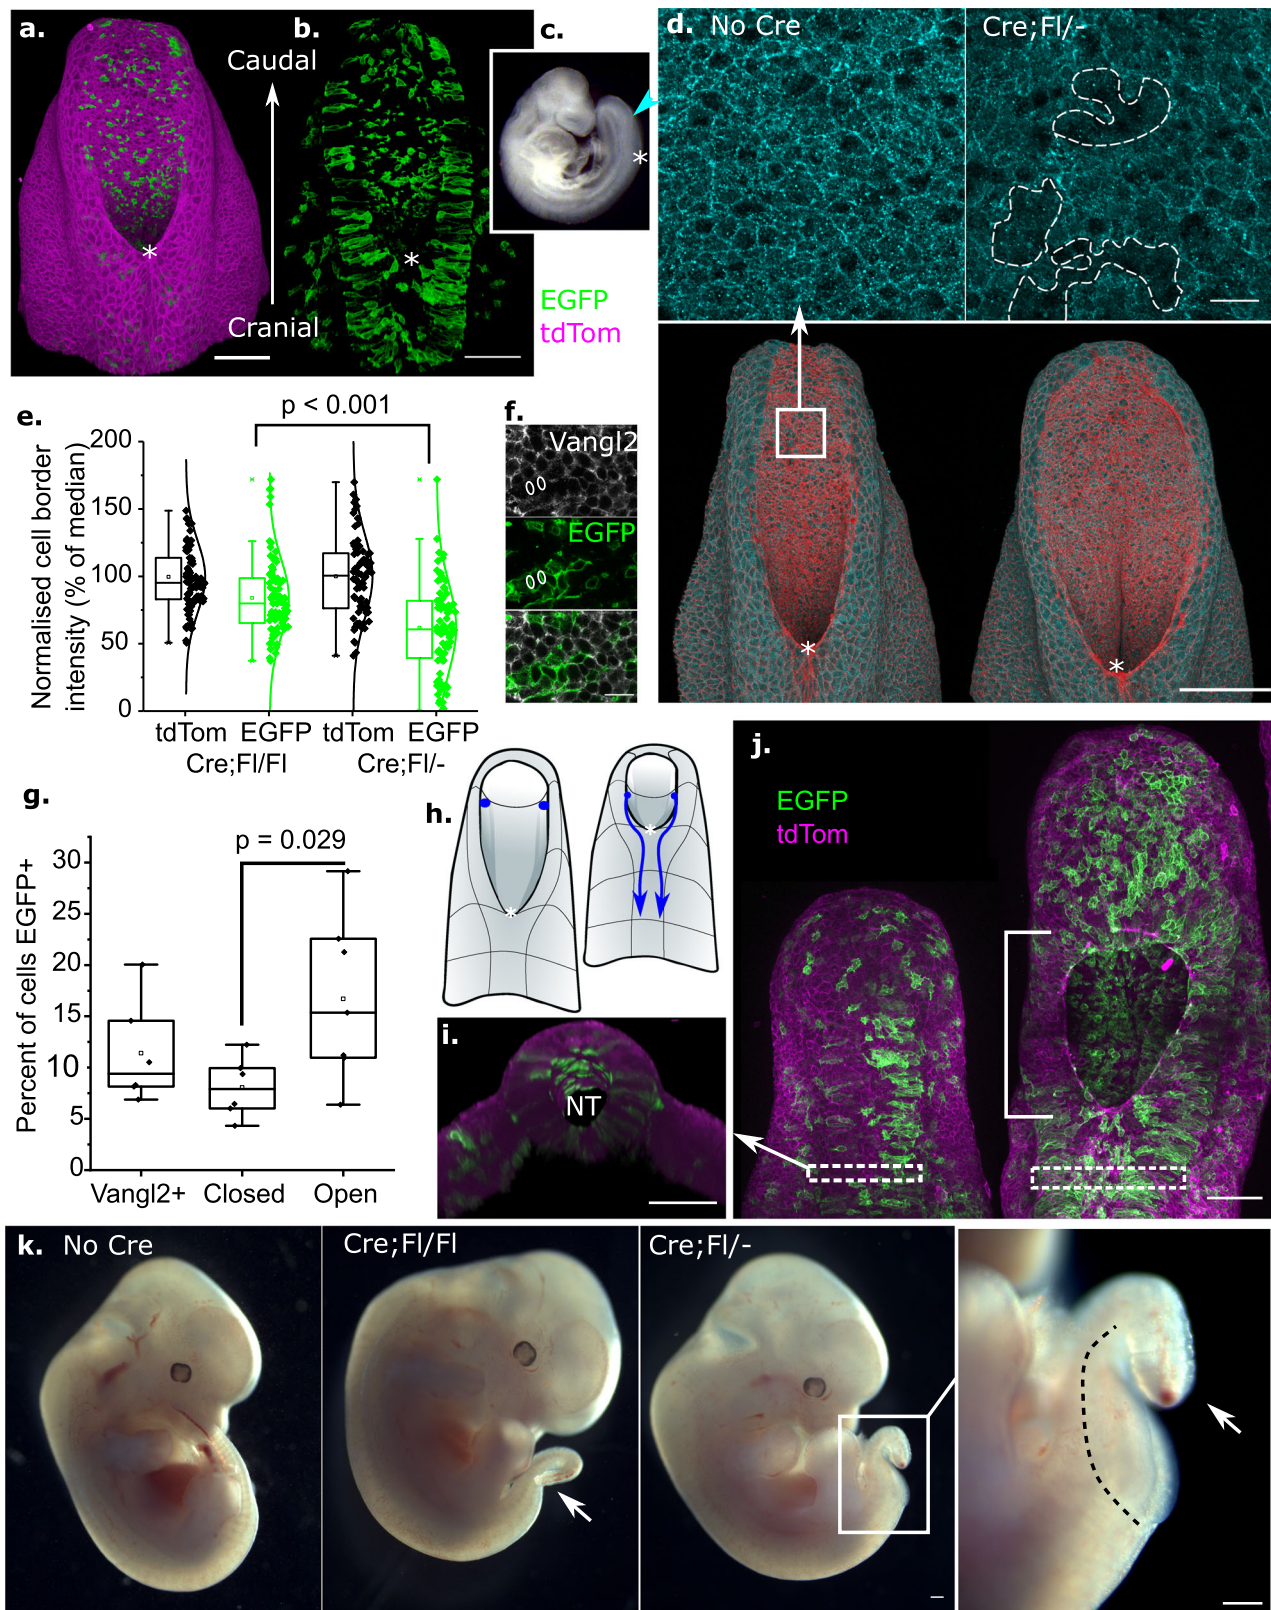 a.
Caudal
Cranial
*
b.
*
c.
*
EGFP
tdTom
d.
No Cre
Cre;Fl/-
*
*
e.
p < 0.001
Normalised cell border
intensity (% of median)
200
150
100
50
0
tdTom
EGFP
tdTom
EGFP
Cre;Fl/Fl
Cre;Fl/-
f.
Vangl2
EGFP
g.
p = 0.029
Percent of cells EGFP+
30
25
20
15
10
5
0
Vangl2+
Closed
Open
h.
*
*
i.
NT
j.
EGFP
tdTom
k.
No Cre
Cre;Fl/Fl
Cre;Fl/-